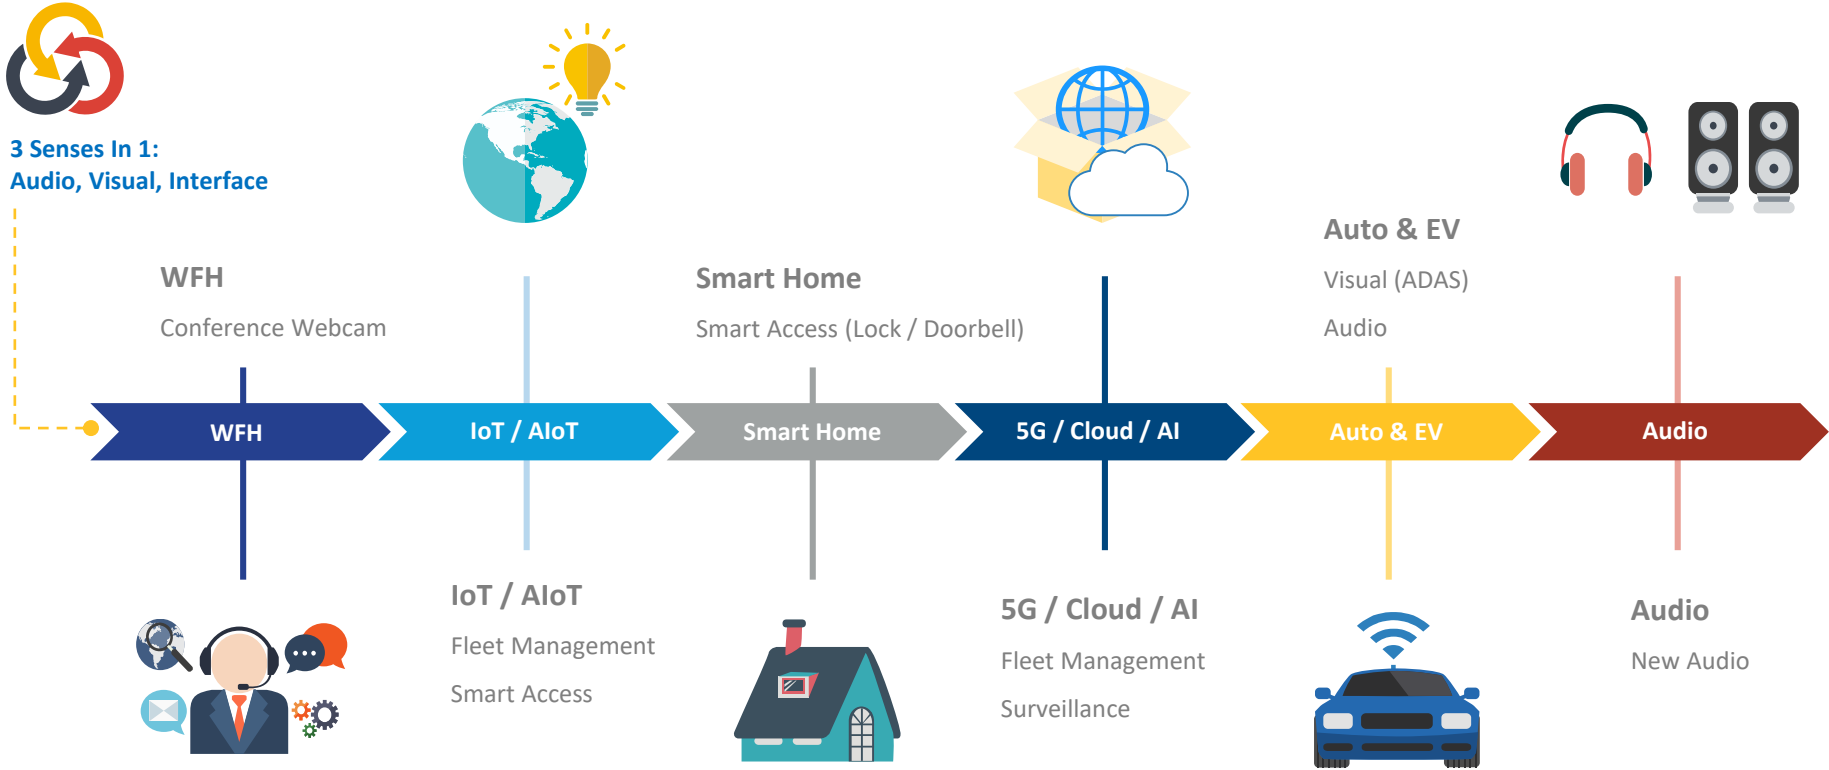 3 Senses In 1:
Audio, Visual, Interface
WFH
Conference Webcam
Smart Home
Smart Access (Lock / Doorbell)
Auto & EV
Visual (ADAS)
Audio
WFH
IoT / AIoT
Smart Home
5G / Cloud / AI
Auto & EV
Audio
IoT / AIoT
Fleet Management
Smart Access
5G / Cloud / AI
Fleet Management
Surveillance
Audio
New Audio